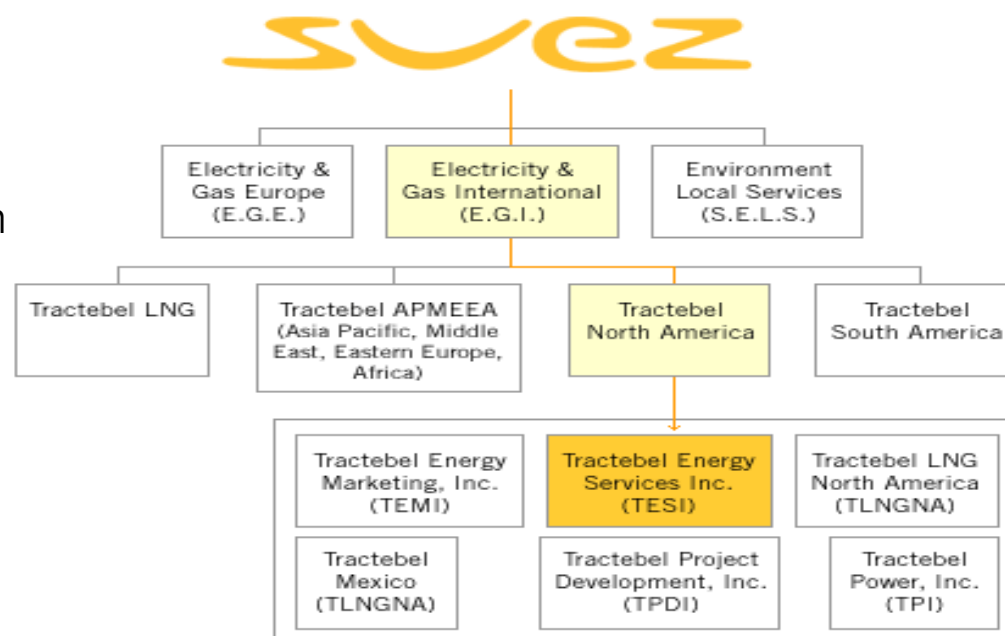 suez
Electricity &
Gas Europe
(E.G.E.)
Electricity &
Gas International
(E.G.I.)
Environment
Local Services
(S.E.L.S.)
n
Tractebel LNG
Tractebel APMEEA
(Asia Pacific, Middle
East, Eastern Europe,
Africa)
Tractebel
North America
Tractebel
South America
Tractebel Energy
Marketing, Inc.
(TEMI)
Tractebel Energy
Services Inc.
(TESI)
Tractebel LNG
North America
(TLNGNA)
Tractebel
Mexico
(TLNGNA)
Tractebel Project
Development, Inc.
(TPDI)
Tractebel
Power, Inc.
(TPI)